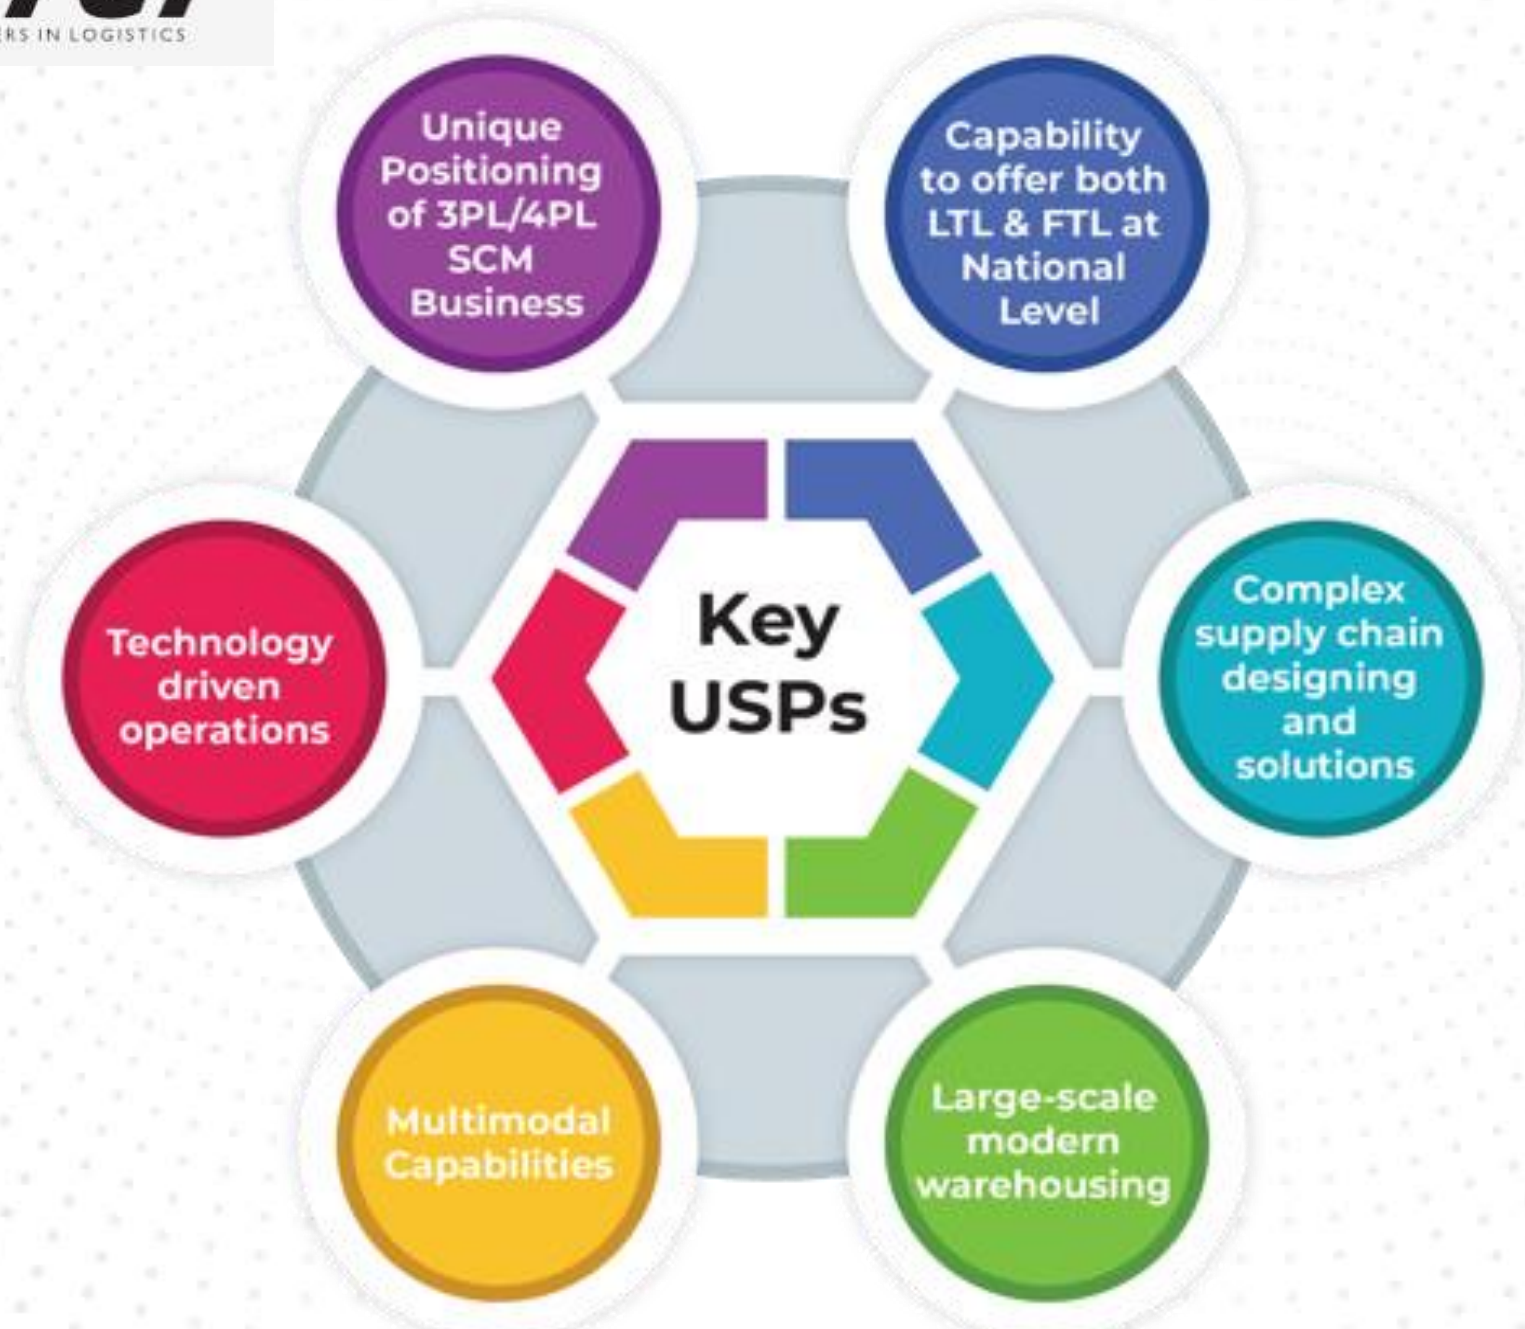 ERS IN LOGISTICS
Unique
Positioning
of 3PL/4PL
SCM
Business
Capability
to offer both
LTL & FTL at
National
Level
Technology
driven
operations
Key
USPs
Complex
supply chain
designing
and
solutions
Multimodal
Capabilities
Large-scale
modern
warehousing